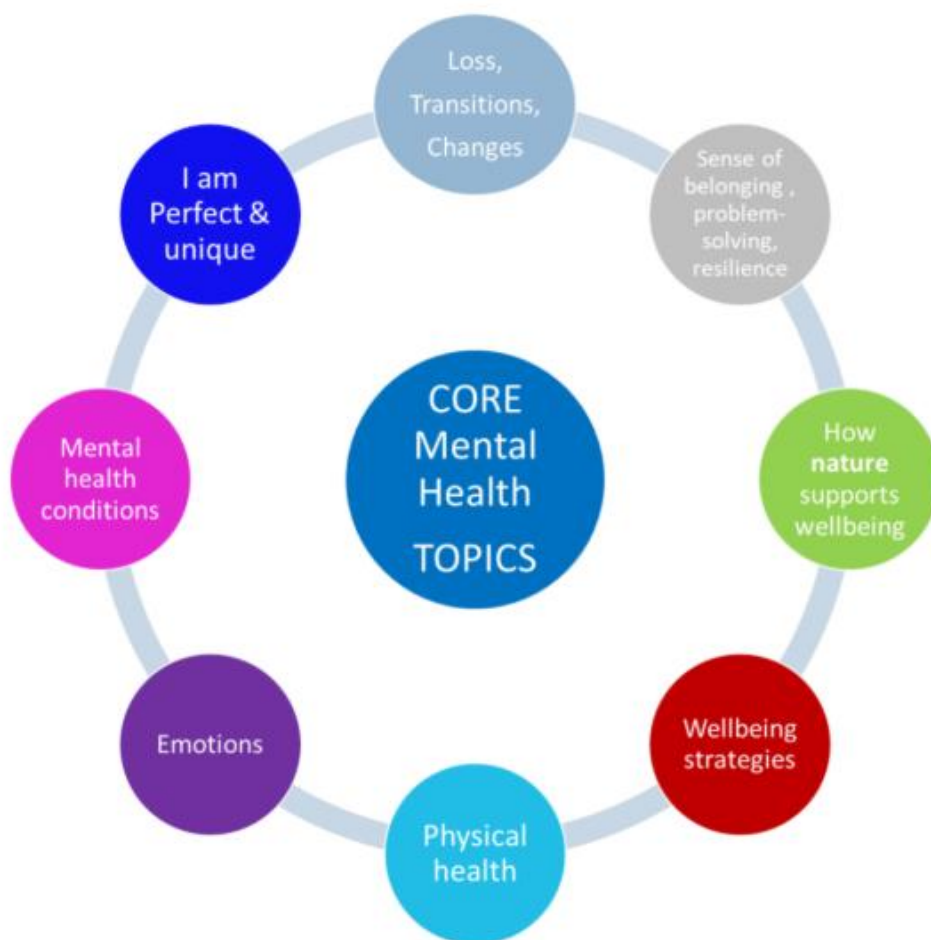 Loss,
Transitions,
Changes
Sense of
belonging ,
problem-
solving,
resilience
How
nature
supports
wellbeing
Wellbeing
strategies
Physical
health
Emotions
Mental
health
conditions
I am
Perfect &
unique
CORE
Mental
Health
TOPICS